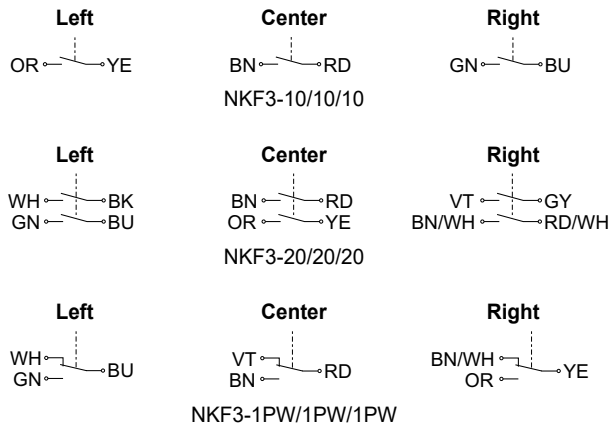 Left Center Right
OR YE BN RD GN BU
NKF3-10/10/10
Left Center Right
WH BK BN RD VT GY
GN BU OR YE BN/WH RD/WH
NKF3-20/20/20
Left Center Right
WH BU VT RD BN/WH YE
GN BN OR
NKF3-1PW/1PW/1PW